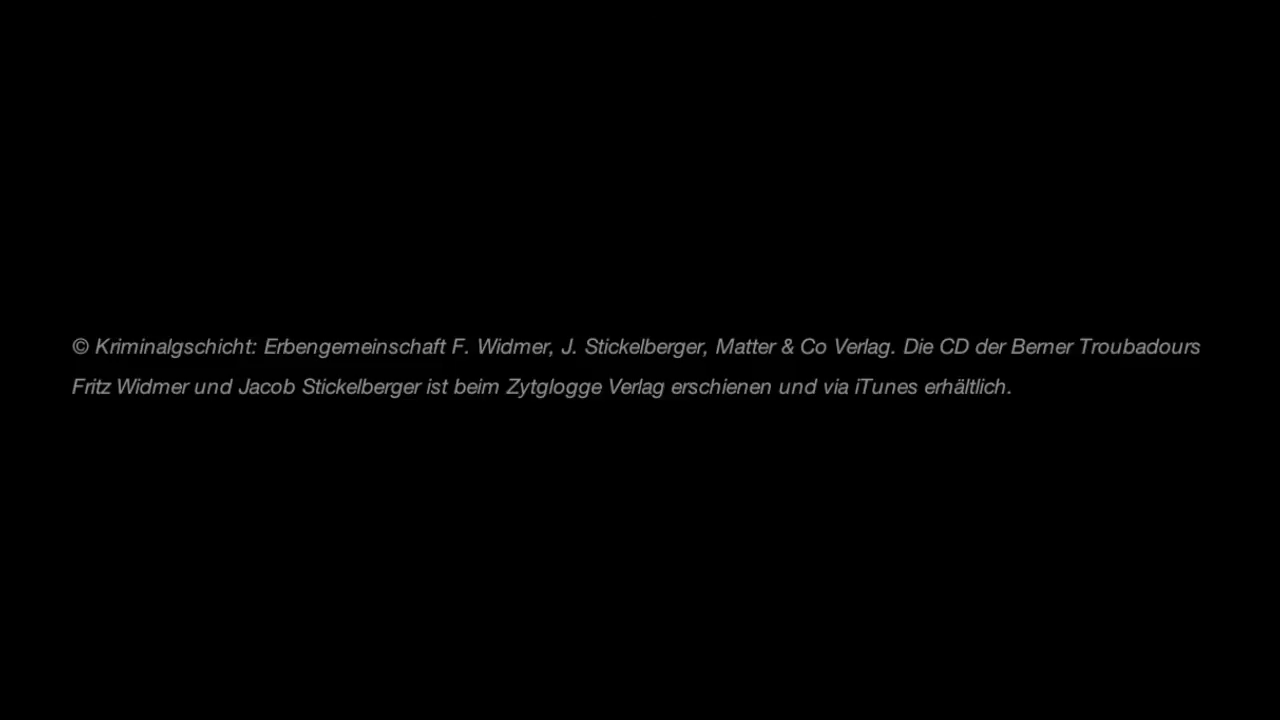 © Kriminalgschicht: Erbengemeinschaft F. Widmer, J. Stickelberger, Matter & Co Verlag. Die CD der Berner Troubadours
Fritz Widmer und Jacob Stickelberger ist beim Zytglogge Verlag erschienen und via iTunes erhältlich.